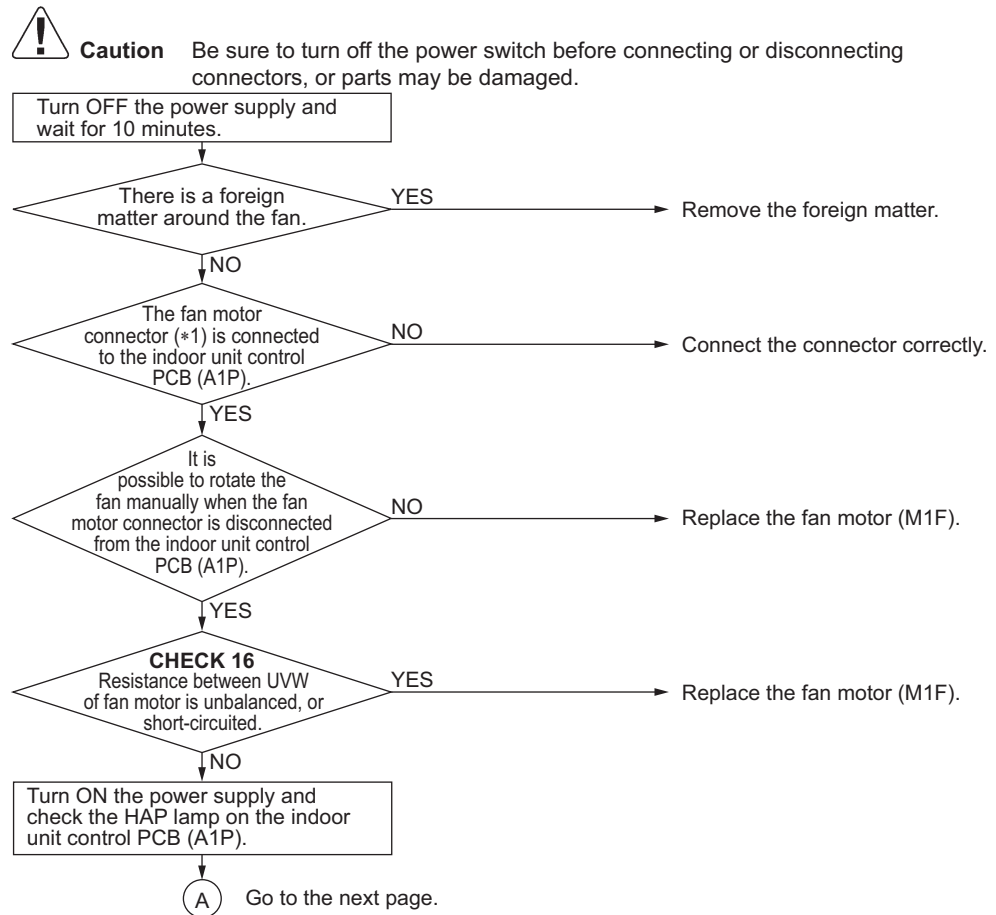 Caution Be sure to turn off the power switch before connecting or disconnecting
connectors, or parts may be damaged.
Turn OFF the power supply and
wait for 10 minutes.
There is a foreign
matter around the fan.
YES
Remove the foreign matter.
NO
The fan motor
connector (*1) is connected
to the indoor unit control
PCB (A1P).
NO
Connect the connector correctly.
YES
It is
possible to rotate the
fan manually when the fan
motor connector is disconnected
from the indoor unit control
PCB (A1P).
NO
Replace the fan motor (M1F).
YES
CHECK 16
Resistance between UVW
of fan motor is unbalanced, or
short-circuited.
YES
Replace the fan motor (M1F).
NO
Turn ON the power supply and
check the HAP lamp on the indoor
unit control PCB (A1P).
A Go to the next page.